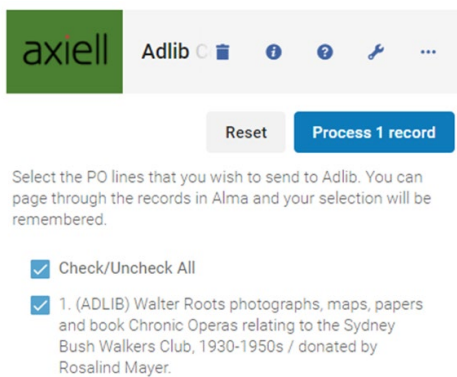 axiell Adlib
Reset Process 1 record
Select the PO lines that you wish to send to Adlib. You can
page through the records in Alma and your selection will be
remembered.
Check/Uncheck All
1. (ADLIB) Walter Roots photographs, maps, papers
and book Chronic Operas relating to the Sydney
Bush Walkers Club, 1930-1950s / donated by
Rosalind Mayer.